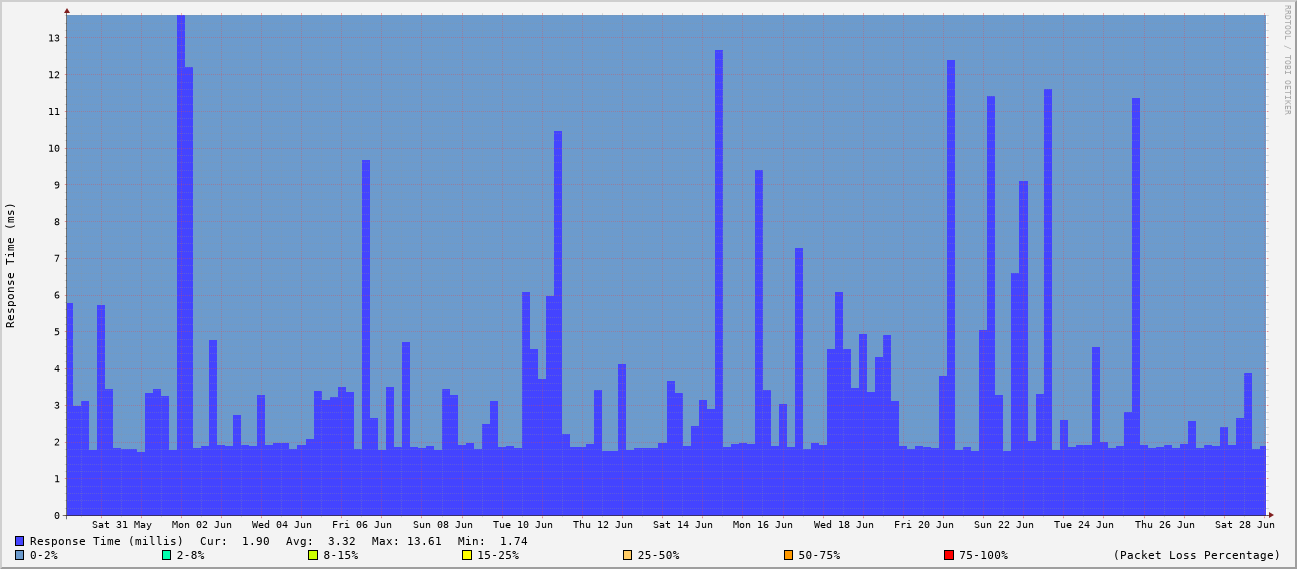 RRDTOOL / TOBI OETIKER
Response Time (ms)
13
12
11
10
9
8
7
6
5
4
3
2
1
0
Sat 31 May Mon 02 Jun Wed 04 Jun Fri 06 Jun Sun 08 Jun Tue 10 Jun Thu 12 Jun Sat 14 Jun Mon 16 Jun Wed 18 Jun Fri 20 Jun Sun 22 Jun Tue 24 Jun Thu 26 Jun Sat 28 Jun
Response Time (millis) Cur: 1.90 Avg: 3.32 Max: 13.61 Min: 1.74
0-2% 2-8% 8-15% 15-25% 25-50% 50-75% 75-100% (Packet Loss Percentage)